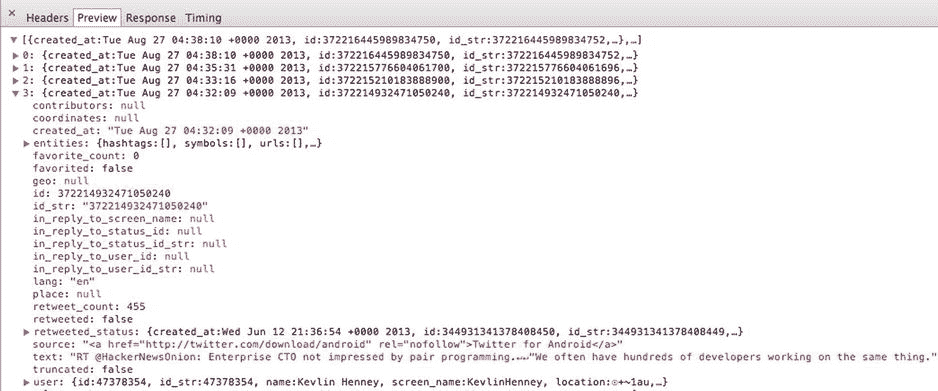 × Headers Preview Response Timing
▼ [{created_at:Tue Aug 27 04:38:10 +0000 2013, id:372216445989834750, id_str:372216445989834752,…},…]
▶ 0: {created_at:Tue Aug 27 04:38:10 +0000 2013, id:372216445989834750, id_str:372216445989834752,…}
▶ 1: {created_at:Tue Aug 27 04:35:31 +0000 2013, id:372215776604061700, id_str:372215776604061696,…}
▶ 2: {created_at:Tue Aug 27 04:33:16 +0000 2013, id:372215210183888900, id_str:372215210183888896,…}
▼ 3: {created_at:Tue Aug 27 04:32:09 +0000 2013, id:372214932471050240, id_str:372214932471050240,…}
contributors: null
coordinates: null
created_at: "Tue Aug 27 04:32:09 +0000 2013"
▶ entities: {hashtags:[], symbols:[], urls:[],…}
favorite_count: 0
favorited: false
geo: null
id: 372214932471050240
id_str: "372214932471050240"
in_reply_to_screen_name: null
in_reply_to_status_id: null
in_reply_to_status_id_str: null
in_reply_to_user_id: null
in_reply_to_user_id_str: null
lang: "en"
place: null
retweet_count: 455
retweeted: false
▶ retweeted_status: {created_at:Wed Jun 12 21:36:54 +0000 2013, id:344931341378408450, id_str:344931341378408449,…}
source: "<a href="http://twitter.com/download/android" rel="nofollow">Twitter for Android</a>"
text: "RT @HackerNewsOnion: Enterprise CTO not impressed by pair programming.↵↵"We often have hundreds of developers working on the same thing."
truncated: false
▶ user: {id:47378354, id_str:47378354, name:Kevlin Henney, screen_name:KevlinHenney, location:☉+~1au,…}